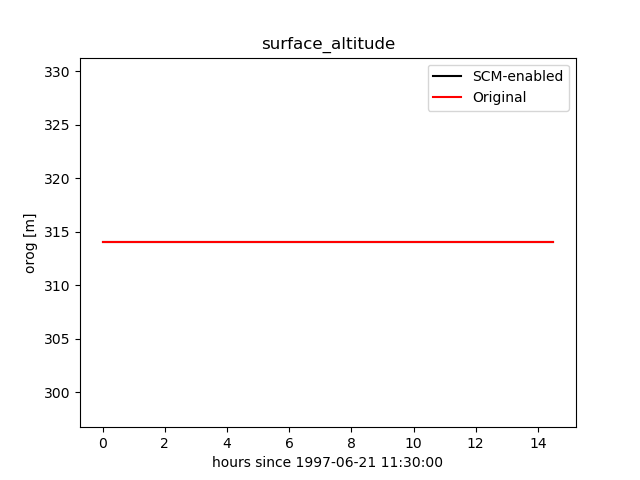 surface_altitude
SCM-enabled
Original
330
325
320
315
310
305
300
orog [m]
0 2 4 6 8 10 12 14
hours since 1997-06-21 11:30:00